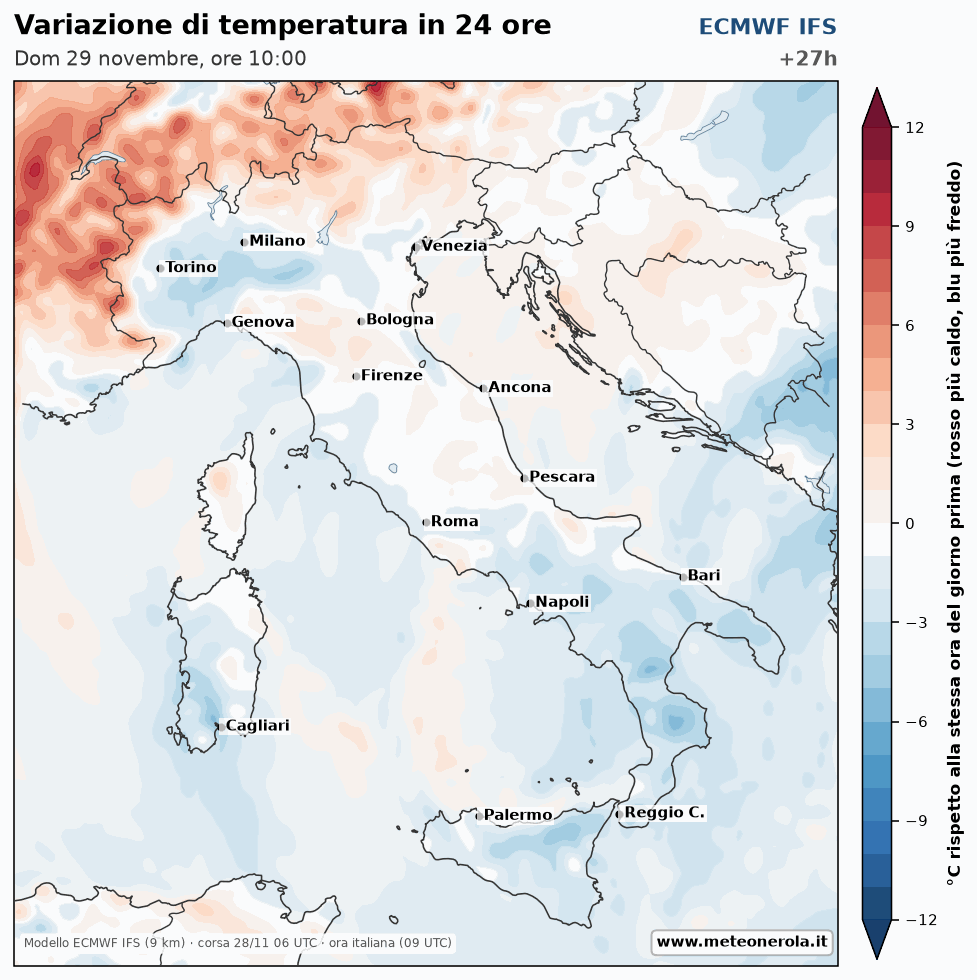 Variazione di temperatura in 24 ore
ECMWF IFS
Dom 29 novembre, ore 10:00
+27h
Milano
Venezia
Torino
Genova
Bologna
Firenze
Ancona
Pescara
Roma
Bari
Napoli
Cagliari
Palermo
Reggio C.
12
9
6
3
0
−3
−6
−9
−12
°C rispetto alla stessa ora del giorno prima (rosso più caldo, blu più freddo)
Modello ECMWF IFS (9 km) · corsa 28/11 06 UTC · ora italiana (09 UTC)
www.meteonerola.it